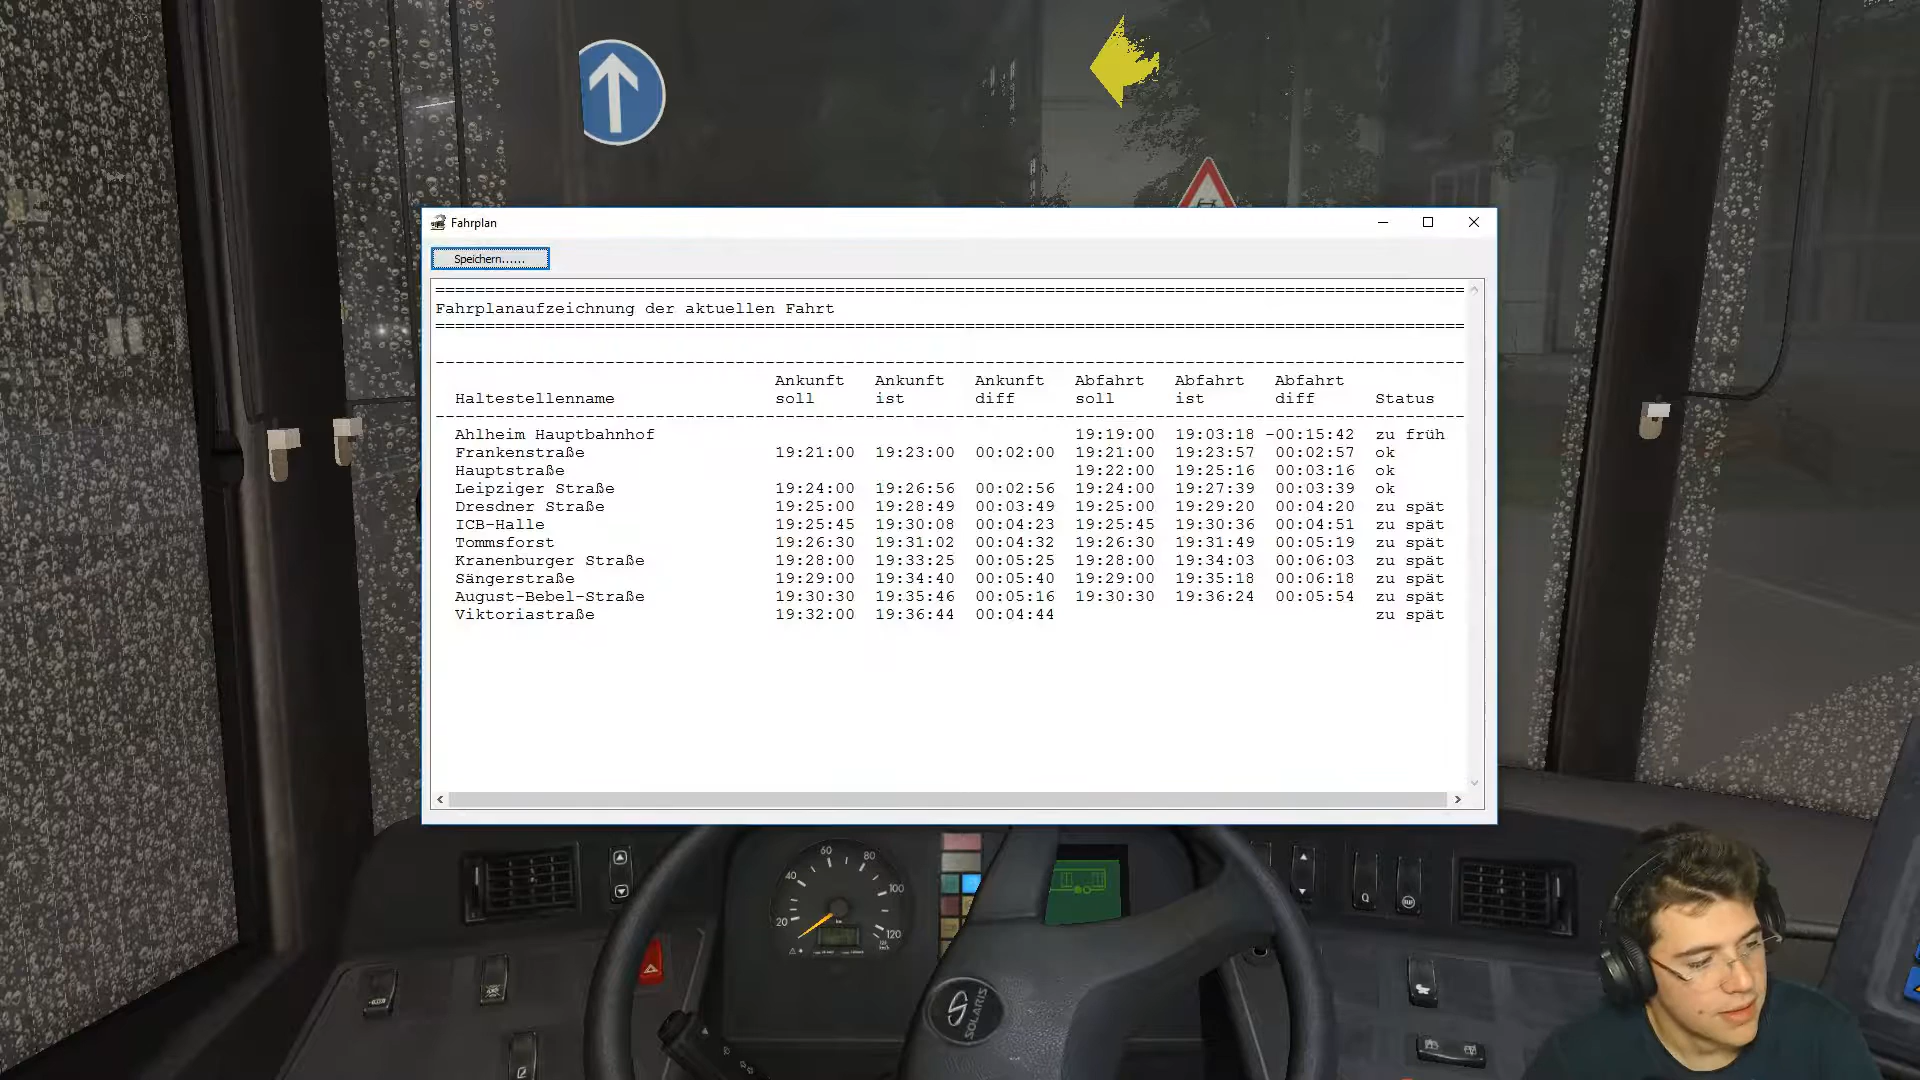 Fahrplan
Speichern......
==========
Fahrplanaufzeichnung der aktuellen Fahrt
==========
Ankunft Ankunft Ankunft Abfahrt Abfahrt Abfahrt
Haltestellenname soll ist diff soll ist diff Status
Ahlheim Hauptbahnhof 19:19:00 19:03:18 -00:15:42 zu früh
Frankenstraße 19:21:00 19:23:00 00:02:00 19:21:00 19:23:57 00:02:57 ok
Hauptstraße 19:22:00 19:25:16 00:03:16 ok
Leipziger Straße 19:24:00 19:26:56 00:02:56 19:24:00 19:27:39 00:03:39 ok
Dresdner Straße 19:25:00 19:28:49 00:03:49 19:25:00 19:29:20 00:04:20 zu spät
ICB-Halle 19:25:45 19:30:08 00:04:23 19:25:45 19:30:36 00:04:51 zu spät
Tommsforst 19:26:30 19:31:02 00:04:32 19:26:30 19:31:49 00:05:19 zu spät
Kranenburger Straße 19:28:00 19:33:25 00:05:25 19:28:00 19:34:03 00:06:03 zu spät
Sängerstraße 19:29:00 19:34:40 00:05:40 19:29:00 19:35:18 00:06:18 zu spät
August-Bebel-Straße 19:30:30 19:35:46 00:05:16 19:30:30 19:36:24 00:05:54 zu spät
Viktoriastraße 19:32:00 19:36:44 00:04:44 zu spät
20 40 60 80 100 120
SOLARIS